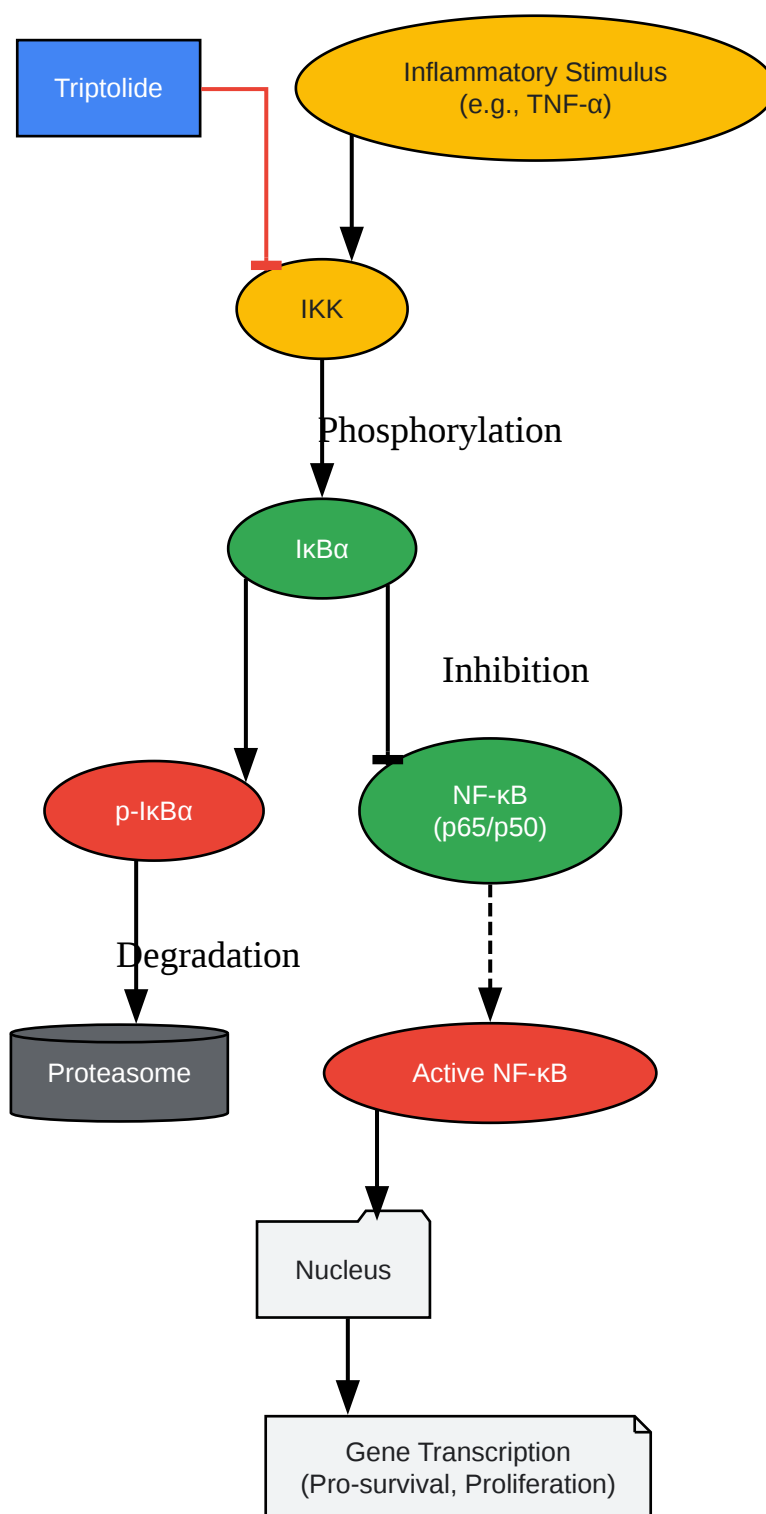 Triptolide
Inflammatory Stimulus
(e.g., TNF-α)
IKK
Phosphorylation
IκBα
Inhibition
p-IκBα
NF-κB
(p65/p50)
Degradation
Proteasome
Active NF-κB
Nucleus
Gene Transcription
(Pro-survival, Proliferation)